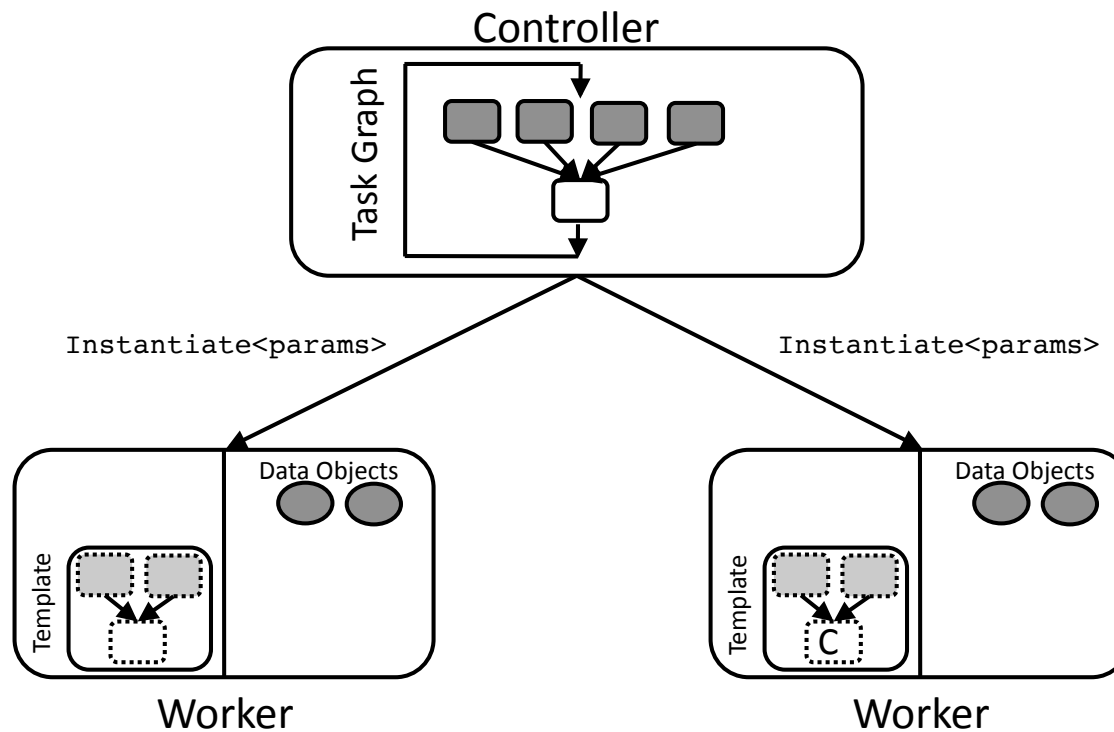 Controller
Task Graph
Instantiate<params>
Instantiate<params>
Data Objects
Template
Worker
Data Objects
Template
C
Worker